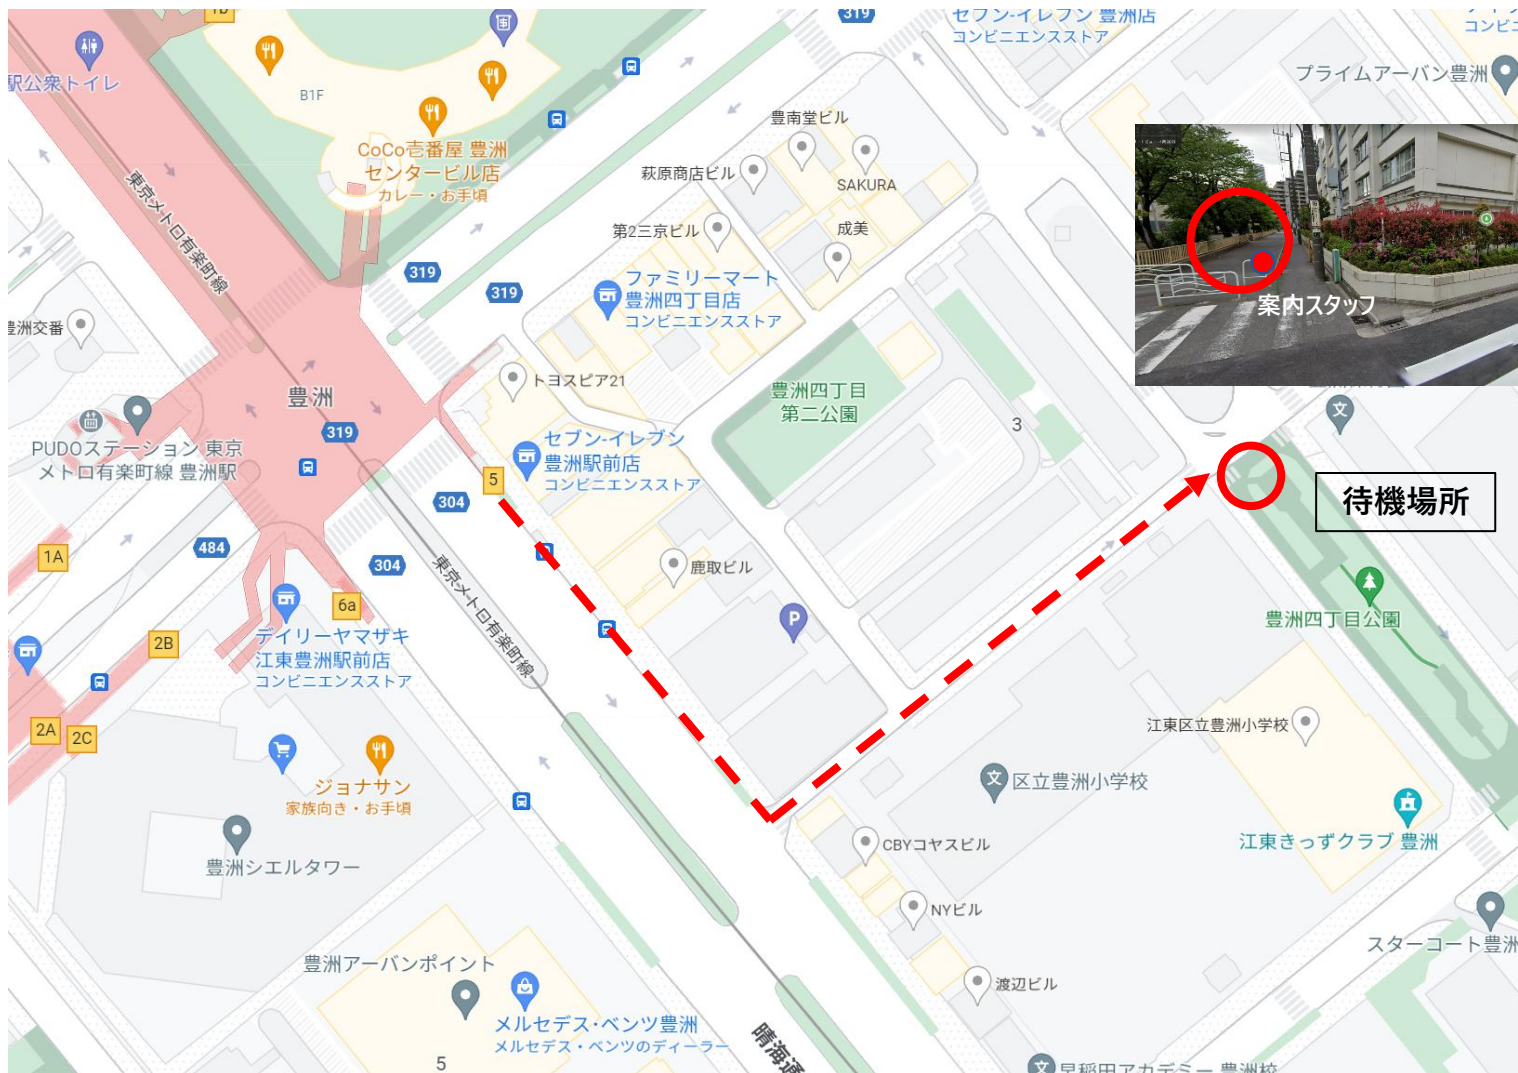 1b
319
セブン-イレブン 豊洲店
コンビニエンスストア
駅公衆トイレ
B1F
プライムアーバン豊洲
CoCo壱番屋 豊洲
センタービル店
カレー・お手頃
東京メトロ有楽町線
豊南堂ビル
萩原商店ビル
SAKURA
第2三京ビル
成美
319
319
ファミリーマート
豊洲四丁目店
コンビニエンスストア
案内スタッフ
豊洲交番
トヨスピア21
豊洲四丁目
第二公園
豊洲
3
319
PUDOステーション 東京
メトロ有楽町線 豊洲駅
セブン-イレブン
豊洲駅前店
コンビニエンスストア
5
304
待機場所
484
1A
304
東京メトロ有楽町線
鹿取ビル
6a
デイリーヤマザキ
江東豊洲駅前店
コンビニエンスストア
2B
P
豊洲四丁目公園
2A
2C
江東区立豊洲小学校
ジョナサン
家族向き・お手頃
区立豊洲小学校
豊洲シエルタワー
CBYコヤスビル
江東きっずクラブ 豊洲
NYビル
スターコート豊洲
豊洲アーバンポイント
渡辺ビル
メルセデス・ベンツ豊洲
メルセデス・ベンツのディーラー
晴海通
5
早稲田アカデミー 豊洲校